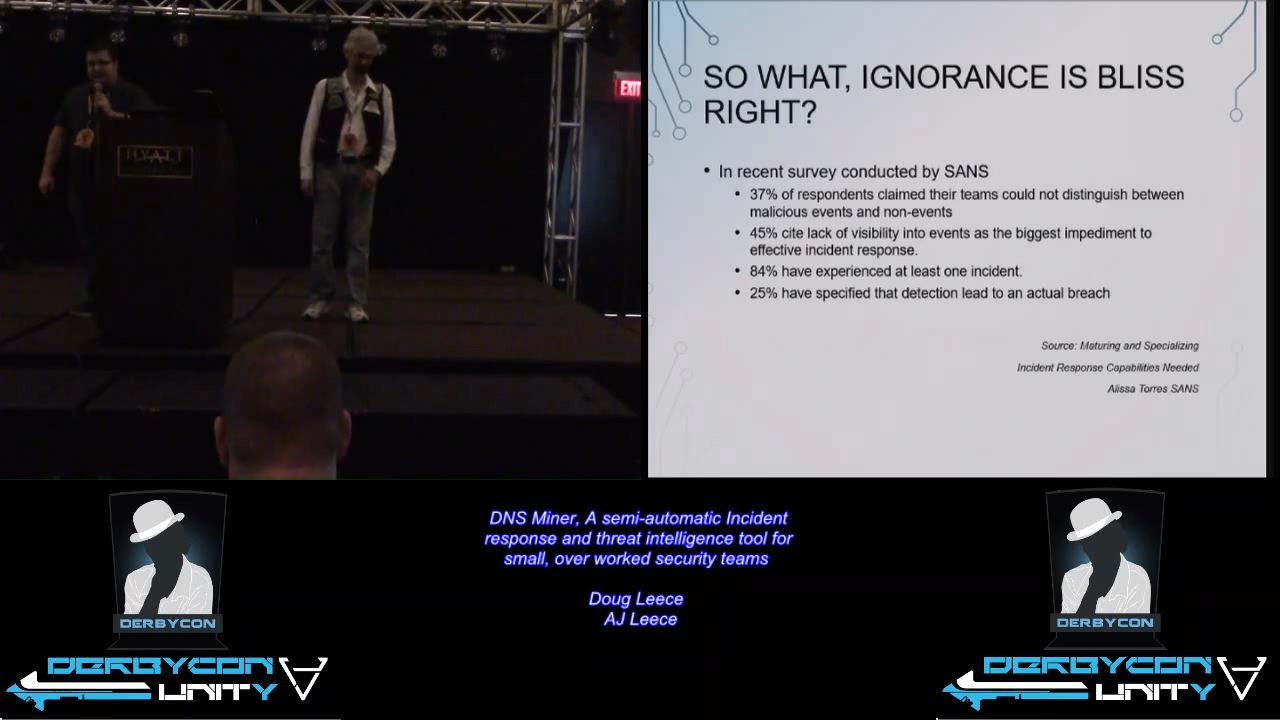 HYATT
EXIT
SO WHAT, IGNORANCE IS BLISS
RIGHT?
• In recent survey conducted by SANS
• 37% of respondents claimed their teams could not distinguish between
malicious events and non-events
• 45% cite lack of visibility into events as the biggest impediment to
effective incident response.
• 84% have experienced at least one incident.
• 25% have specified that detection lead to an actual breach
Source: Maturing and Specializing
Incident Response Capabilities Needed
Alissa Torres SANS
DNS Miner, A semi-automatic Incident
response and threat intelligence tool for
small, over worked security teams
Doug Leece
AJ Leece
DERBYCON
DERBYCON
UNITY
DERBYCON
DERBYCON
UNITY